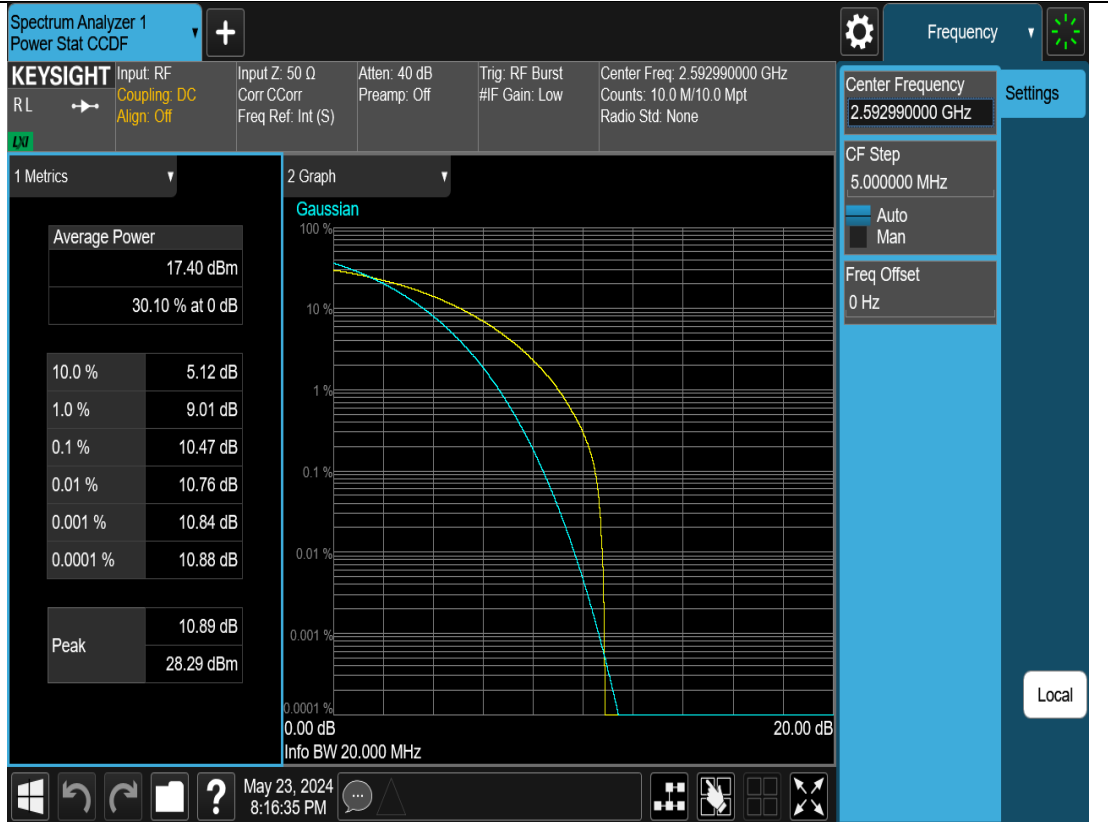 Spectrum Analyzer 1
Power Stat CCDF
+
Frequency
KEYSIGHT
R L
LXI
Input: RF
Coupling: DC
Align: Off
Input Z: 50 Ω
Corr CCorr
Freq Ref: Int (S)
Atten: 40 dB
Preamp: Off
Trig: RF Burst
#IF Gain: Low
Center Freq: 2.592990000 GHz
Counts: 10.0 M/10.0 Mpt
Radio Std: None
Center Frequency
2.592990000 GHz
Settings
CF Step
5.000000 MHz
Auto
Man
Freq Offset
0 Hz
1 Metrics
Average Power
17.40 dBm
30.10 % at 0 dB
10.0 % 5.12 dB
1.0 % 9.01 dB
0.1 % 10.47 dB
0.01 % 10.76 dB
0.001 % 10.84 dB
0.0001 % 10.88 dB
Peak
10.89 dB
28.29 dBm
2 Graph
Gaussian
100 %
10 %
1 %
0.1 %
0.01 %
0.001 %
0.0001 %
0.00 dB 20.00 dB
Info BW 20.000 MHz
Local
?
May 23, 2024
8:16:35 PM